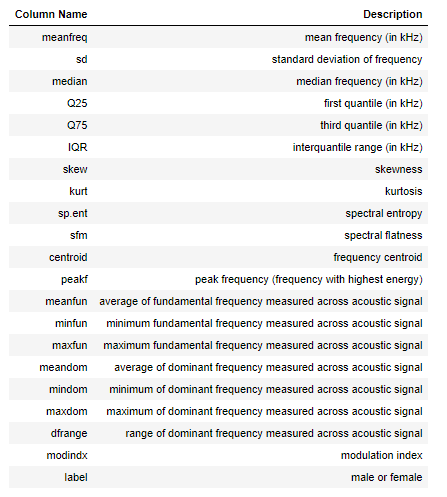 Column Name Description
meanfreq mean frequency (in kHz)
sd standard deviation of frequency
median median frequency (in kHz)
Q25 first quantile (in kHz)
Q75 third quantile (in kHz)
IQR interquantile range (in kHz)
skew skewness
kurt kurtosis
sp.ent spectral entropy
sfm spectral flatness
centroid frequency centroid
peakf peak frequency (frequency with highest energy)
meanfun average of fundamental frequency measured across acoustic signal
minfun minimum fundamental frequency measured across acoustic signal
maxfun maximum fundamental frequency measured across acoustic signal
meandom average of dominant frequency measured across acoustic signal
mindom minimum of dominant frequency measured across acoustic signal
maxdom maximum of dominant frequency measured across acoustic signal
dfrange range of dominant frequency measured across acoustic signal
modindx modulation index
label male or female